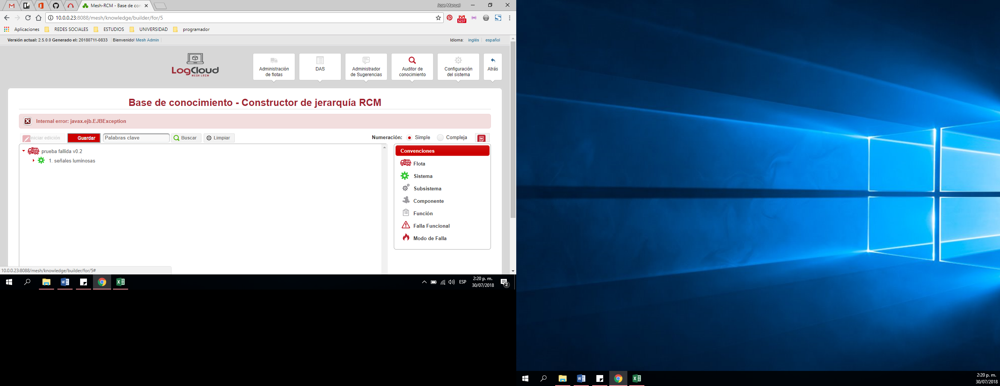 Mesh-RCM - Base de con
Jose Manuel
10.0.0.23:8088/mesh/knowledge/builder/for/5
5237
Aplicaciones REDES SOCIALES ESTUDIOS UNIVERSIDAD programador
Versión actual: 2.5.0.0 Generado el: 20180711-0833 Bienvenido! Mesh Admin
Idioma: inglés español
LogCloud
MESH LRCM
Administración
de flotas
DAS
Administrador
de Sugerencias
Auditor de
conocimiento
Configuración
del sistema
Atrás
Base de conocimiento - Constructor de jerarquía RCM
Internal error: javax.ejb.EJBException
Iniciar edición Guardar Palabras clave Buscar Limpiar
Numeración: Simple Compleja
prueba fallida v0.2
1. señales luminosas
Convenciones
Flota
Sistema
Subsistema
Componente
Función
Falla Funcional
Modo de Falla
10.0.0.23:8088/mesh/knowledge/builder/for/5#
ESP
2:20 p. m.
30/07/2018
2
2:20 p. m.
30/07/2018